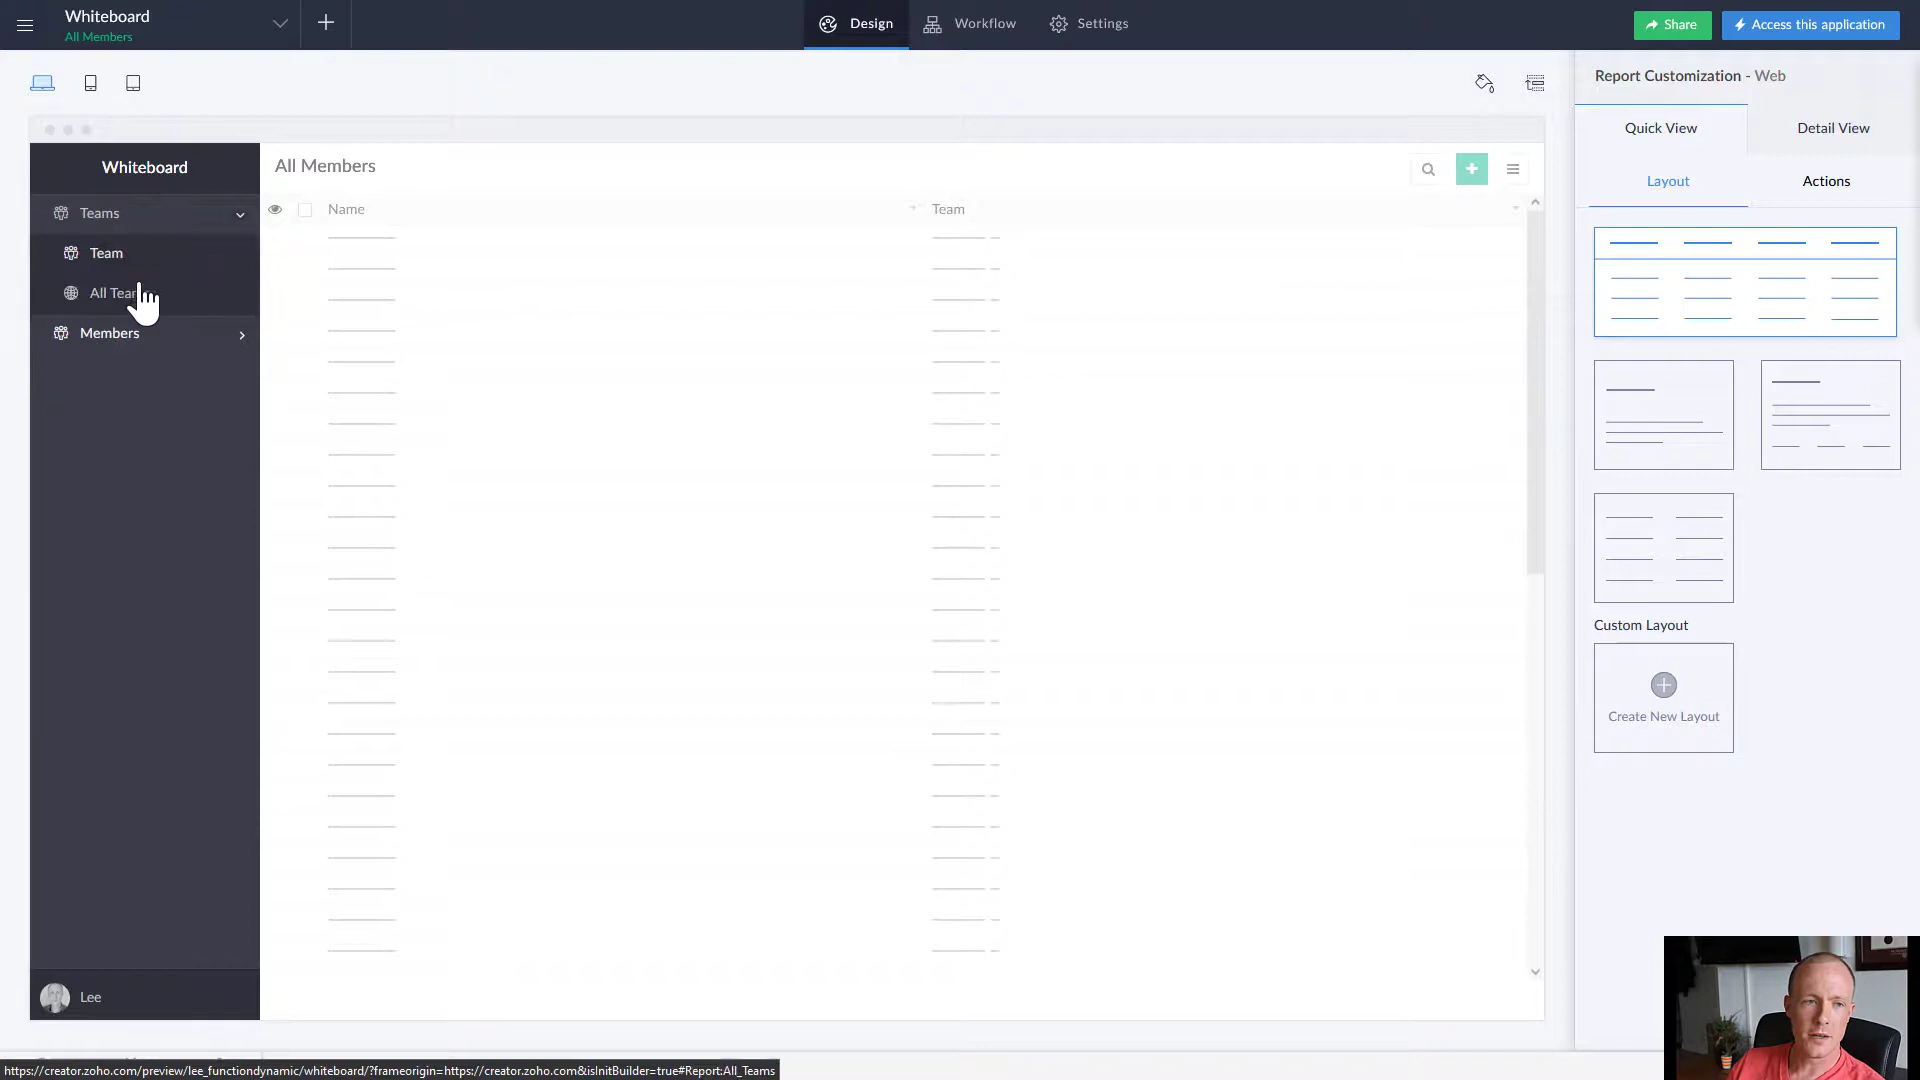 Whiteboard
All Members
Design
Workflow
Settings
Share
Access this application
Report Customization - Web
Quick View
Detail View
Layout
Actions
Whiteboard
Teams
Team
All Tea
Members
All Members
Name
Team
Custom Layout
Create New Layout
Lee
https://creator.zoho.com/preview/lee_functiondynamic/whiteboard/?frameorigin=https://creator.zoho.com&isInitBuilder=true#Report:All_Teams